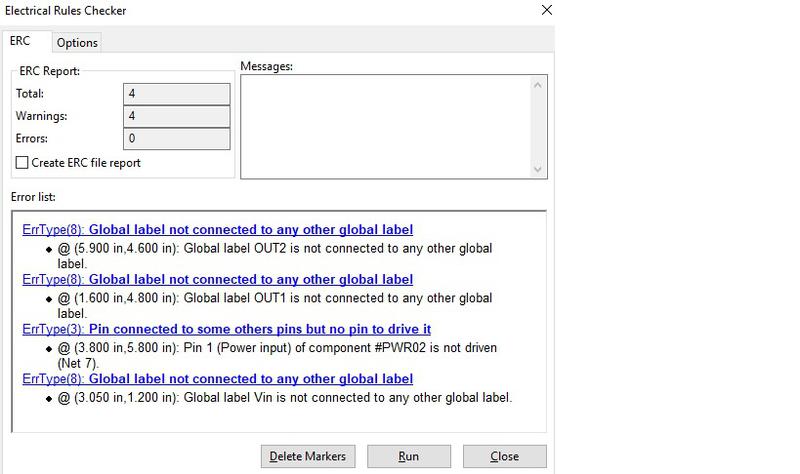 Electrical Rules Checker
ERC
Options
ERC Report:
Total:
4
Warnings:
4
Errors:
0
Create ERC file report
Messages:
Error list:
ErrType(8): Global label not connected to any other global label
@ (5.900 in,4.600 in): Global label OUT2 is not connected to any other global
label.
ErrType(8): Global label not connected to any other global label
@ (1.600 in,4.800 in): Global label OUT1 is not connected to any other global
label.
ErrType(3): Pin connected to some others pins but no pin to drive it
@ (3.800 in,5.800 in): Pin 1 (Power input) of component #PWR02 is not driven
(Net 7).
ErrType(8): Global label not connected to any other global label
@ (3.050 in,1.200 in): Global label Vin is not connected to any other global label.
Delete Markers
Run
Close